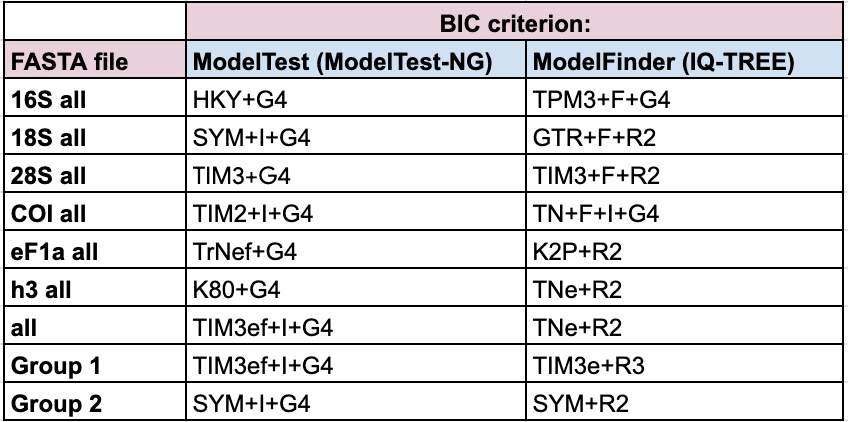 BIC criterion:
FASTA file ModelTest (ModelTest-NG) ModelFinder (IQ-TREE)
16S all HKY+G4 TPM3+F+G4
18S all SYM+I+G4 GTR+F+R2
28S all TIM3+G4 TIM3+F+R2
COI all TIM2+I+G4 TN+F+I+G4
eF1a all TrNef+G4 K2P+R2
h3 all K80+G4 TNe+R2
all TIM3ef+I+G4 TNe+R2
Group 1 TIM3ef+I+G4 TIM3e+R3
Group 2 SYM+I+G4 SYM+R2